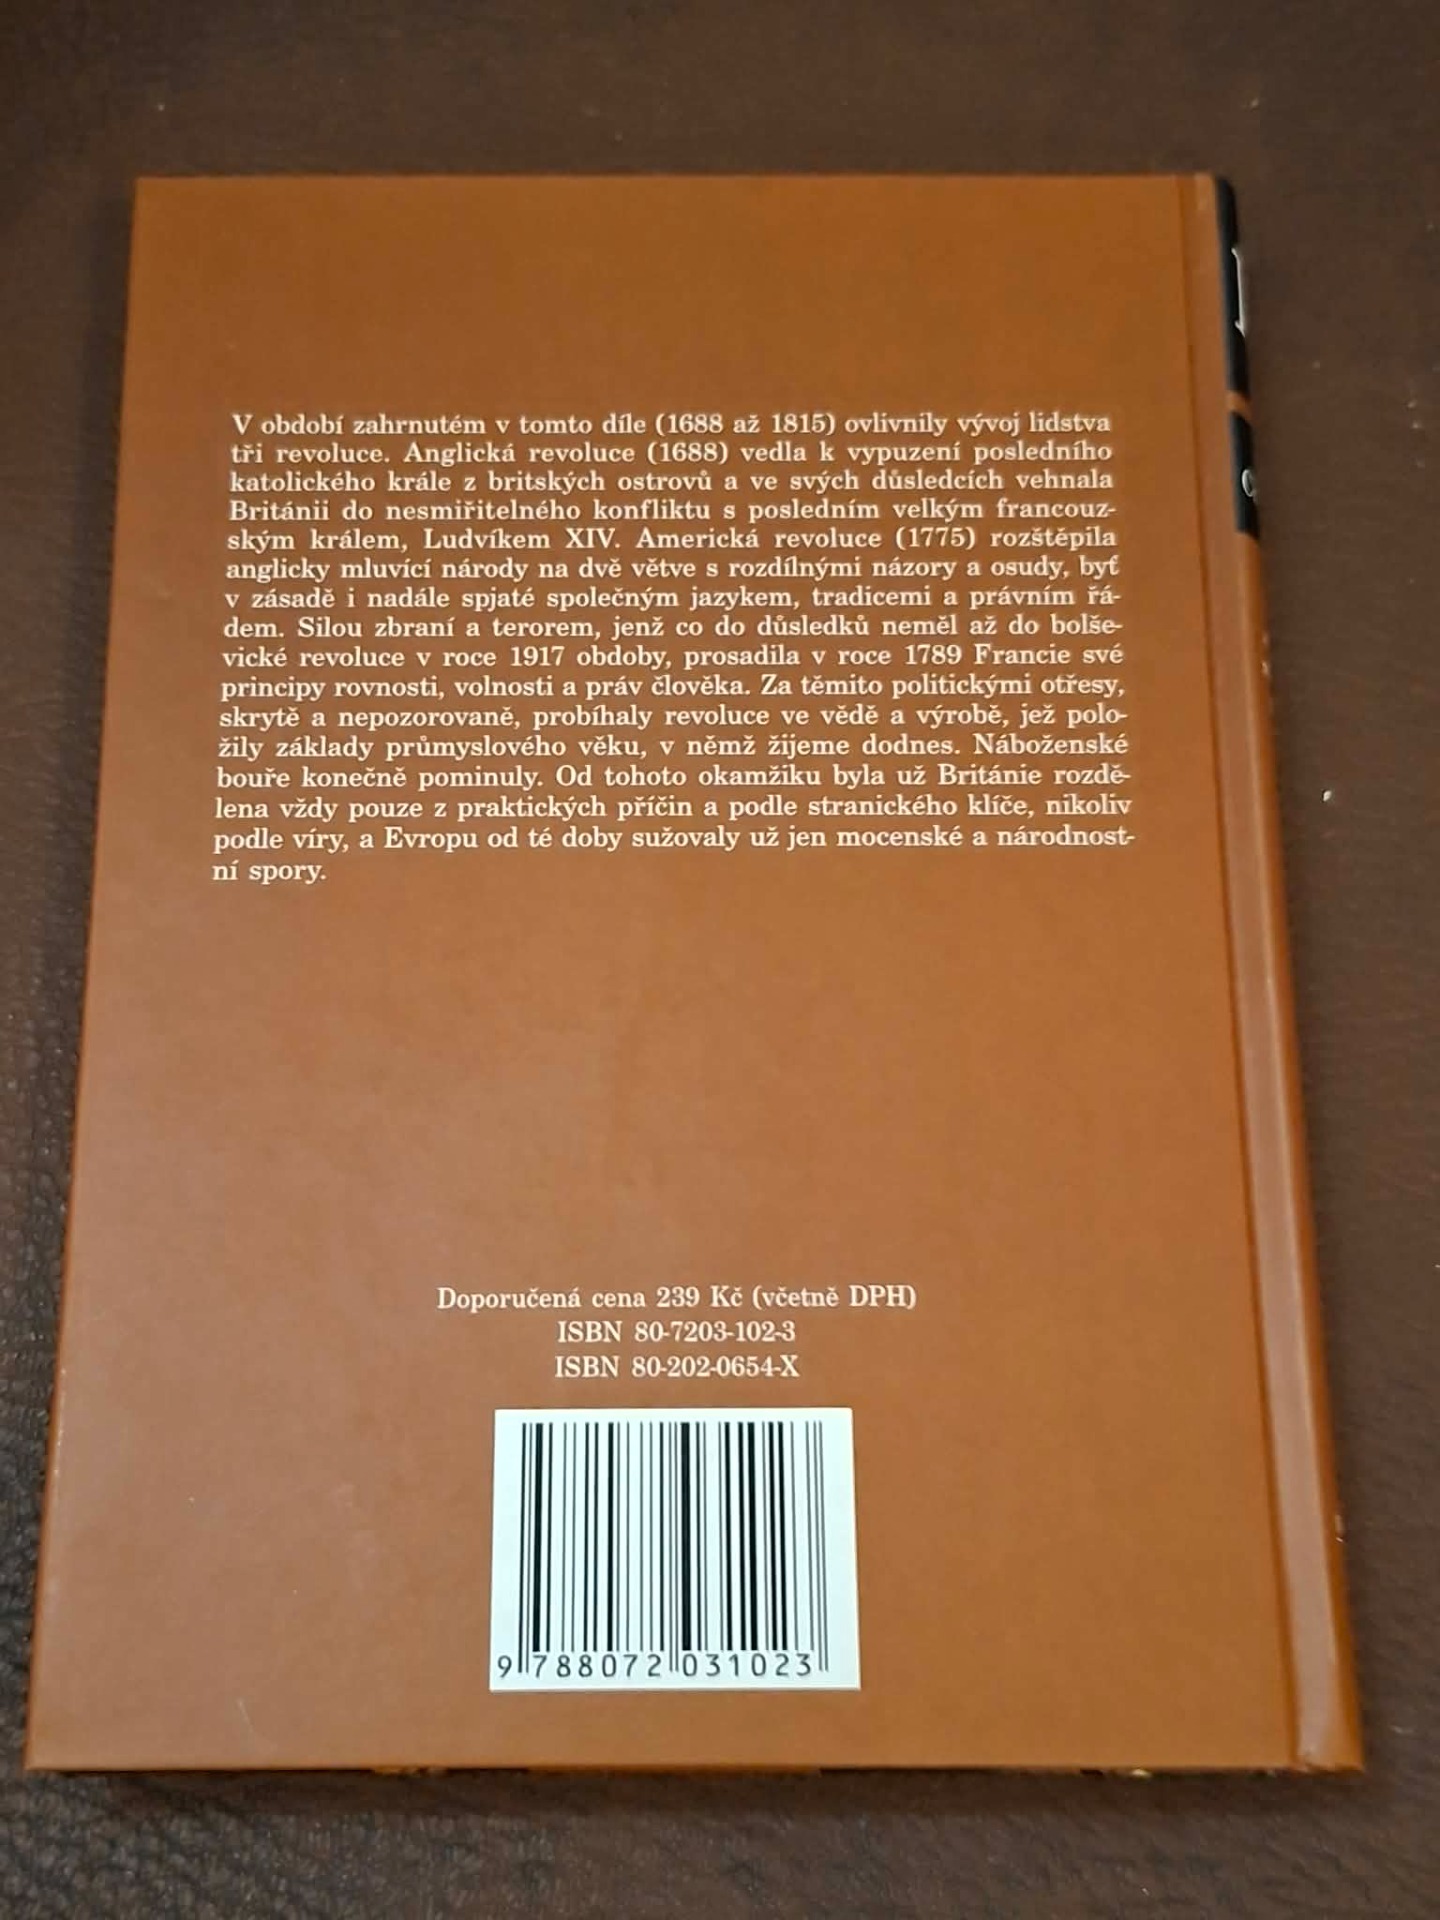 V období zahrnutém v tomto díle (1688 až 1815) ovlivnily vývoj lidstva
tři revoluce. Anglická revoluce (1688) vedla k vypuzení posledního
katolického krále z britských ostrovů a ve svých důsledcích vehnala
Británii do nesmiřitelného konfliktu s posledním velkým francouz-
ským králem, Ludvíkem XIV. Americká revoluce (1775) rozštěpila
anglicky mluvící národy na dvě větve s rozdílnými názory a osudy, byť
v zásadě i nadále spjaté společným jazykem, tradicemi a právním řá-
dem. Silou zbraní a terorem, jenž co do důsledků neměl až do bolše-
vické revoluce v roce 1917 obdoby, prosadila v roce 1789 Francie své
principy rovnosti, volnosti a práv člověka. Za těmito politickými otřesy,
skrytě a nepozorovaně, probíhaly revoluce ve vědě a výrobě, jež polo-
žily základy průmyslového věku, v němž žijeme dodnes. Náboženské
bouře konečně pominuly. Od tohoto okamžiku byla už Británie rozdě-
lena vždy pouze z praktických příčin a podle stranického klíče, nikoliv
podle víry, a Evropu od té doby sužovaly už jen mocenské a národnost-
ní spory.
Doporučená cena 239 Kč (včetně DPH)
ISBN 80-7203-102-3
ISBN 80-202-0654-X
9 788072 031023